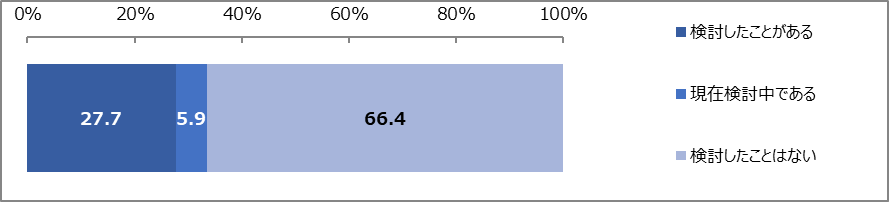 0% 20% 40% 60% 80% 100%
検討したことがある
現在検討中である
27.7 5.9 66.4
検討したことはない